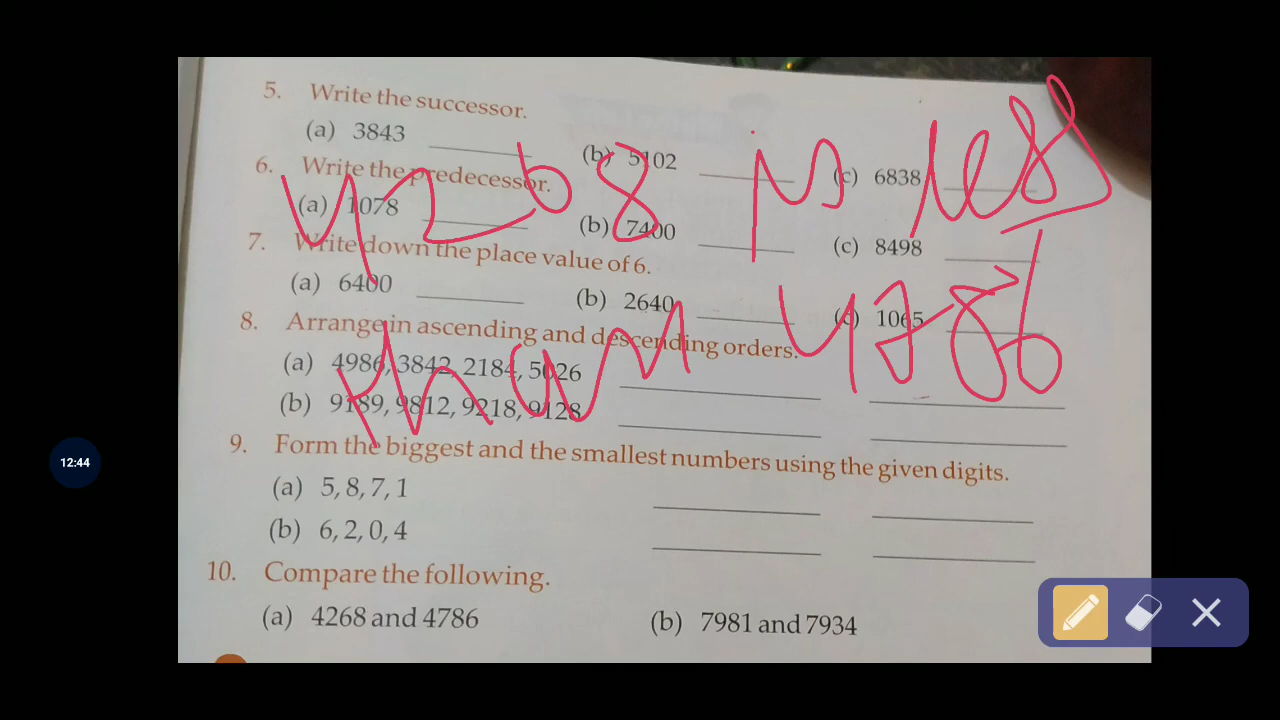 5. Write the successor.
(a) 3843 (b) 5102 (c) 6838
6. Write the predecessor.
(a) 1078 (b) 7400 (c) 8498
7. Write down the place value of 6.
(a) 6400 (b) 2640 (c) 1065
8. Arrange in ascending and descending orders.
(a) 4986, 3842, 2184, 5026
(b) 9189, 9812, 9218, 9128
9. Form the biggest and the smallest numbers using the given digits.
(a) 5, 8, 7, 1
(b) 6, 2, 0, 4
10. Compare the following.
(a) 4268 and 4786 (b) 7981 and 7934
4268 is less
than 4786
12:44